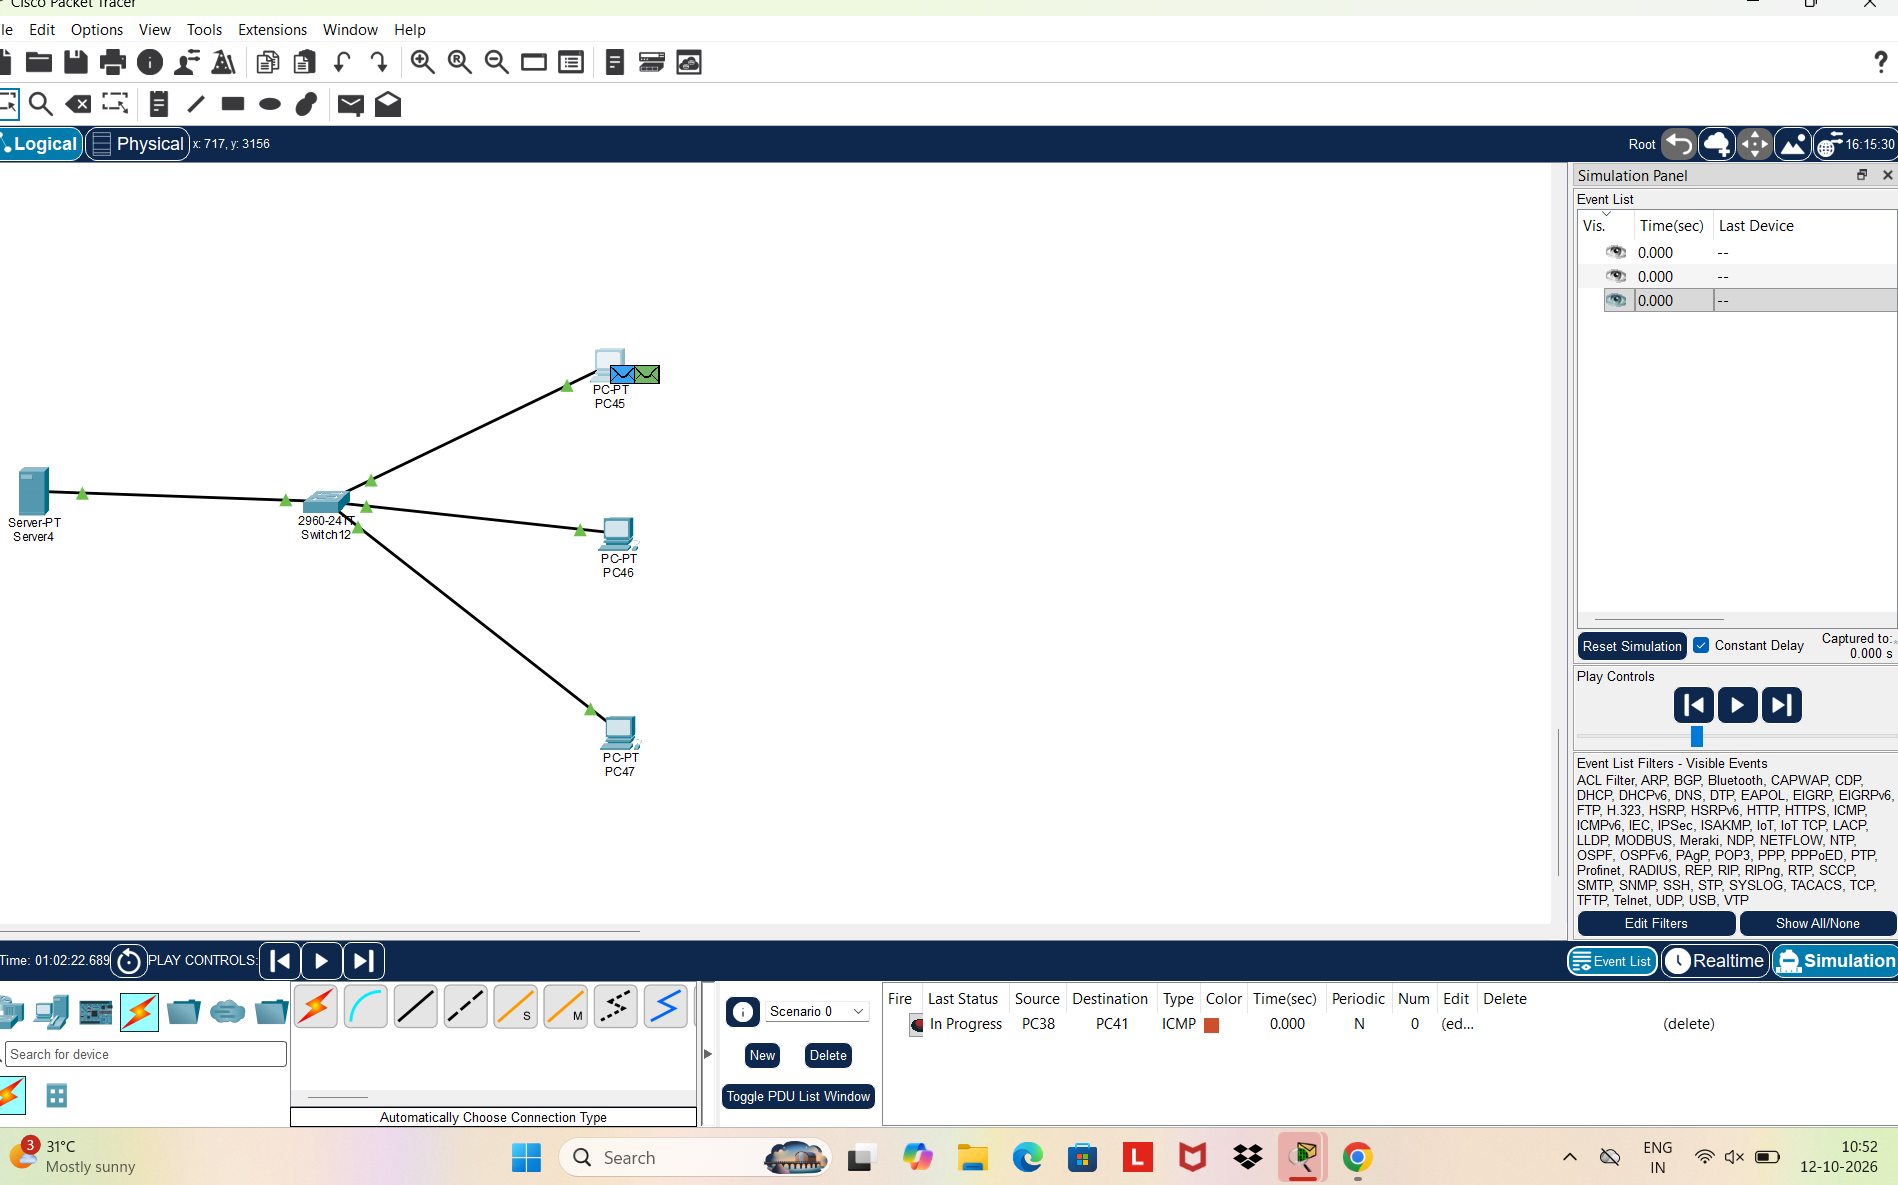 Cisco Packet Tracer
le Edit Options View Tools Extensions Window Help
Logical Physical x: 717, y: 3156 Root 16:15:30
Simulation Panel
Event List
Vis. Time(sec) Last Device
0.000 --
0.000 --
0.000 --
PC-PT
PC45
Server-PT
Server4
2960-24TT
Switch12
PC-PT
PC46
PC-PT
PC47
Reset Simulation Constant Delay Captured to:
0.000 s
Play Controls
Event List Filters - Visible Events
ACL Filter, ARP, BGP, Bluetooth, CAPWAP, CDP,
DHCP, DHCPv6, DNS, DTP, EAPOL, EIGRP, EIGRPv6,
FTP, H.323, HSRP, HSRPv6, HTTP, HTTPS, ICMP,
ICMPv6, IEC, IPSec, ISAKMP, IoT, IoT TCP, LACP,
LLDP, MODBUS, Meraki, NDP, NETFLOW, NTP,
OSPF, OSPFv6, PAgP, POP3, PPP, PPPoED, PTP,
Profinet, RADIUS, REP, RIP, RIPng, RTP, SCCP,
SMTP, SNMP, SSH, STP, SYSLOG, TACACS, TCP,
TFTP, Telnet, UDP, USB, VTP
Edit Filters Show All/None
Time: 01:02:22.689 PLAY CONTROLS: Event List Realtime Simulation
S M
Search for device
Automatically Choose Connection Type
Scenario 0
New Delete
Toggle PDU List Window
Fire Last Status Source Destination Type Color Time(sec) Periodic Num Edit Delete
In Progress PC38 PC41 ICMP 0.000 N 0 (ed... (delete)
3 31°C
Mostly sunny
Search
L
ENG
IN
10:52
12-10-2026